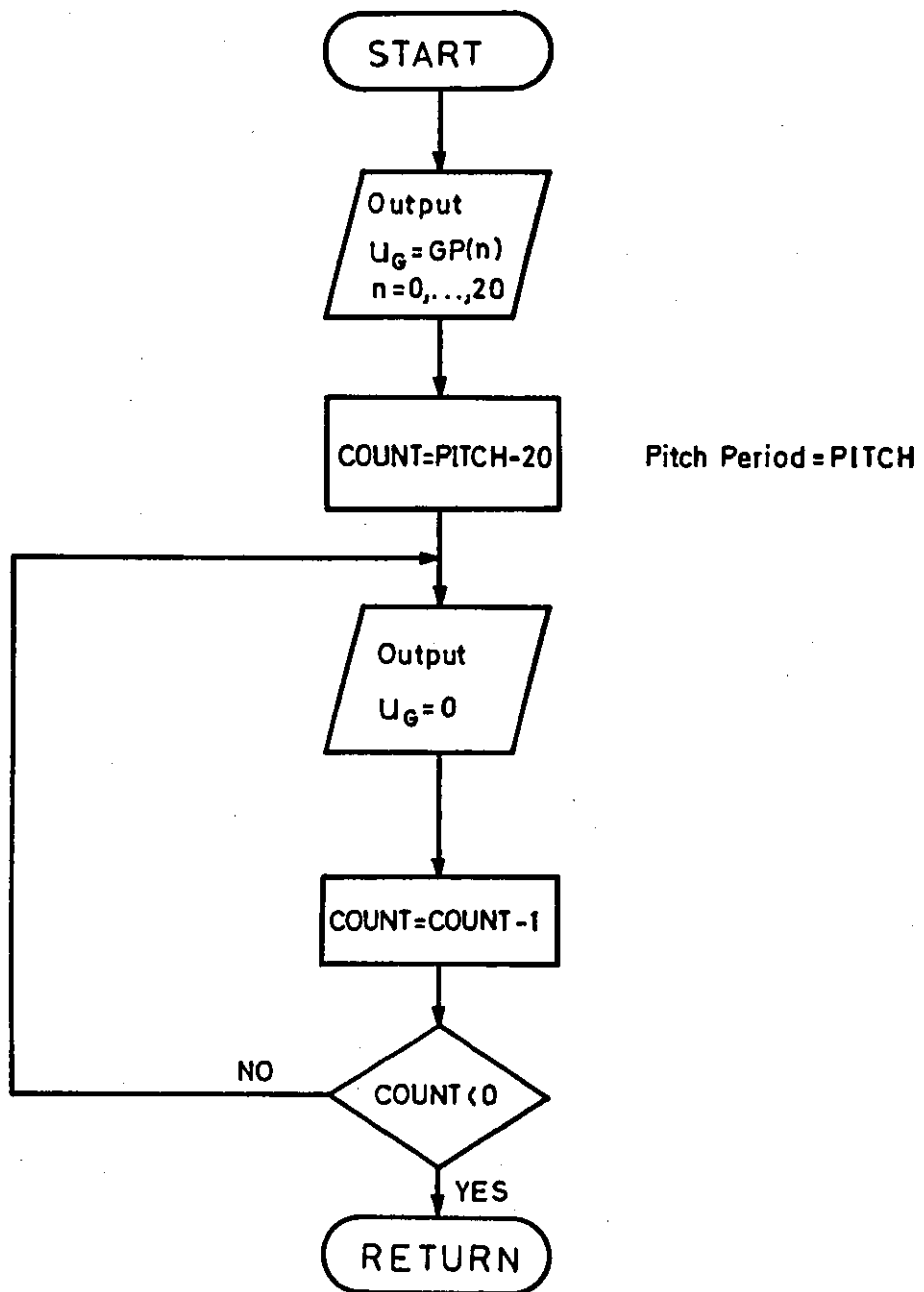 START
Output
U_G=GP(n)
n=0,...,20
COUNT=PITCH-20
Pitch Period=PITCH
Output
U_G=0
COUNT=COUNT-1
NO
COUNT<0
YES
RETURN